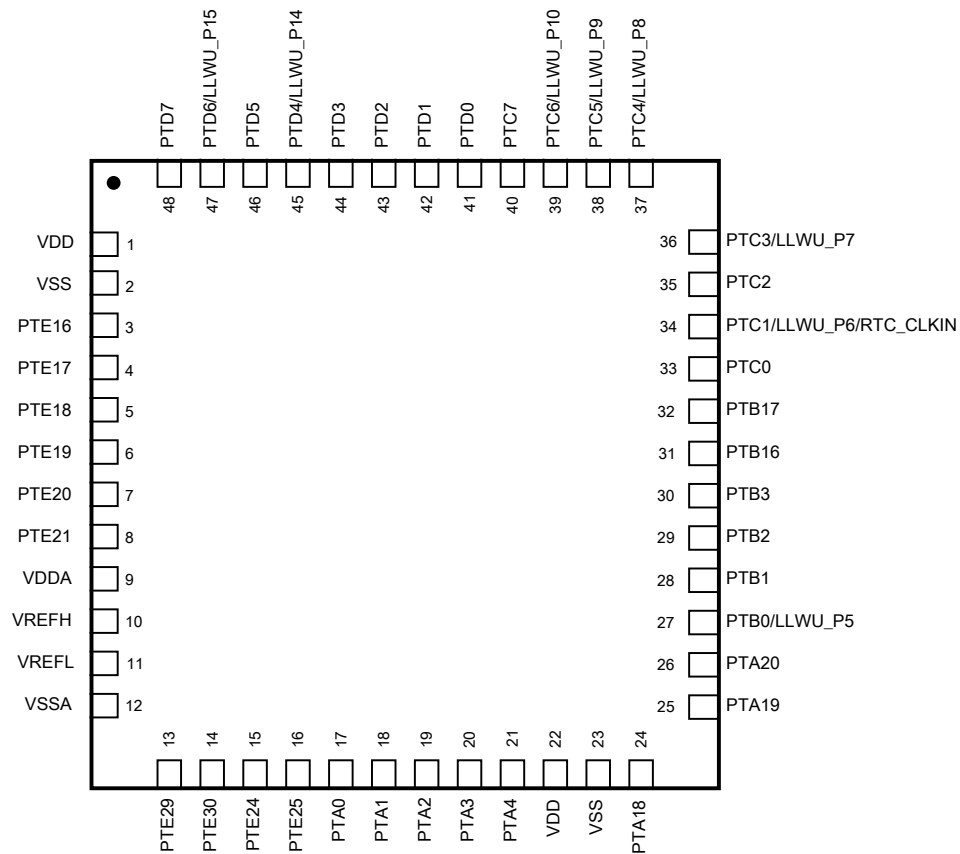 PTD7
PTD6/LLWU_P15
PTD5
PTD4/LLWU_P14
PTD3
PTD2
PTD1
PTD0
PTC7
PTC6/LLWU_P10
PTC5/LLWU_P9
PTC4/LLWU_P8
48
47
46
45
44
43
42
41
40
39
38
37
VDD 1
VSS 2
PTE16 3
PTE17 4
PTE18 5
PTE19 6
PTE20 7
PTE21 8
VDDA 9
VREFH 10
VREFL 11
VSSA 12
36 PTC3/LLWU_P7
35 PTC2
34 PTC1/LLWU_P6/RTC_CLKIN
33 PTC0
32 PTB17
31 PTB16
30 PTB3
29 PTB2
28 PTB1
27 PTB0/LLWU_P5
26 PTA20
25 PTA19
13
14
15
16
17
18
19
20
21
22
23
24
PTE29
PTE30
PTE24
PTE25
PTA0
PTA1
PTA2
PTA3
PTA4
VDD
VSS
PTA18